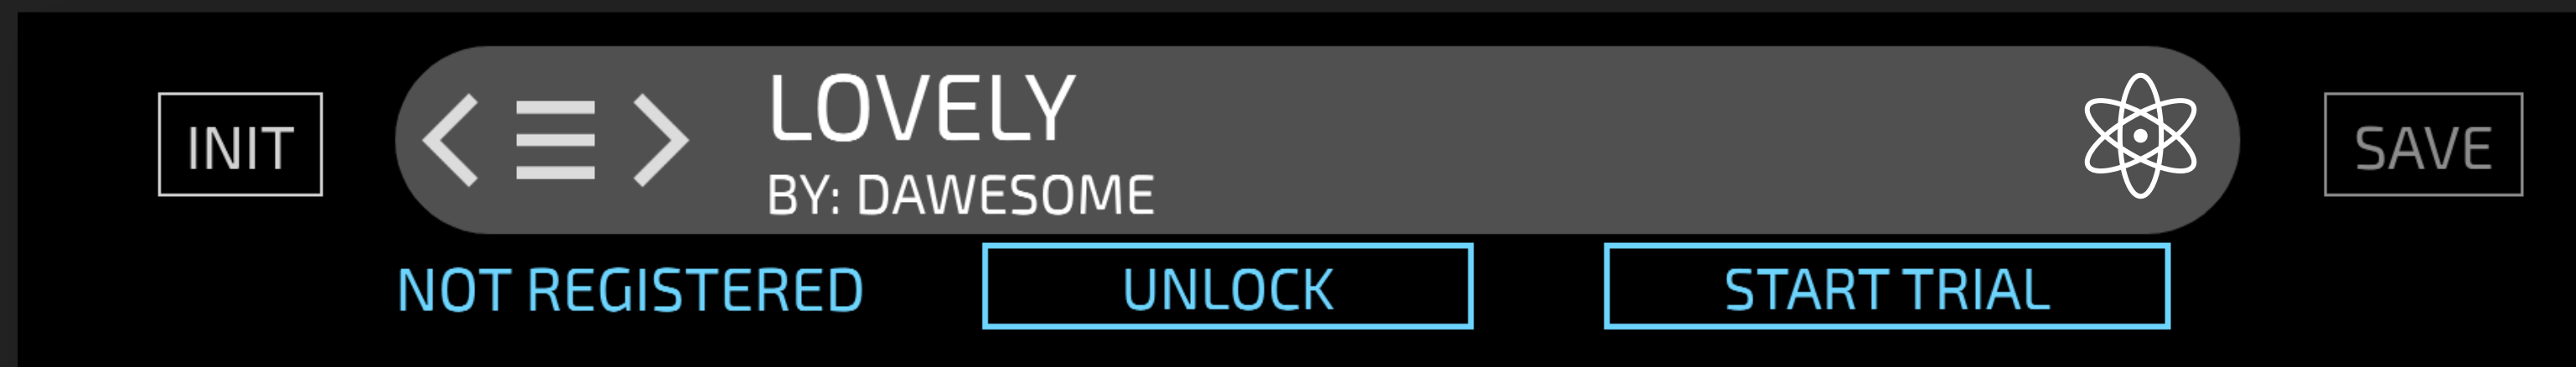 INIT
LOVELY
BY: DAWESOME
SAVE
NOT REGISTERED
UNLOCK
START TRIAL